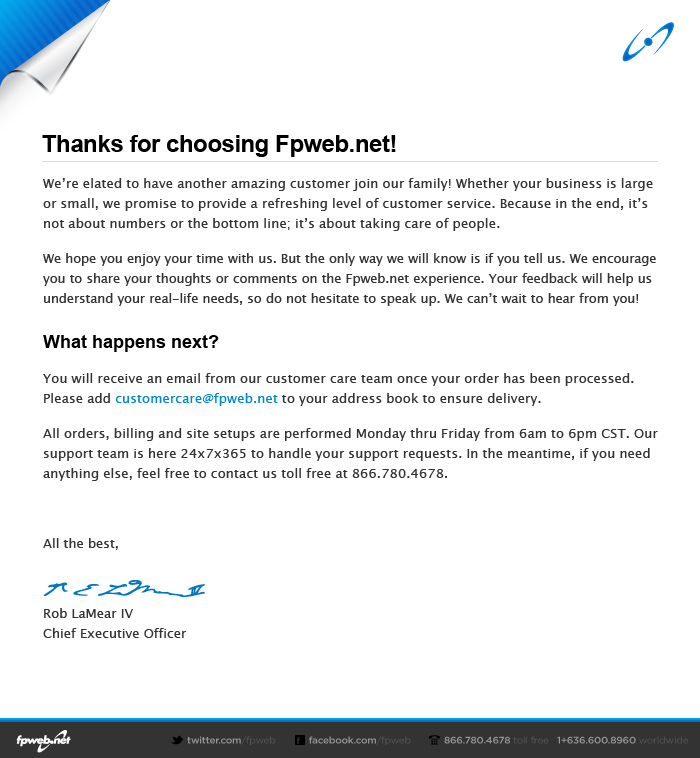 Thanks for choosing Fpweb.net!
We’re elated to have another amazing customer join our family! Whether your business is large
or small, we promise to provide a refreshing level of customer service. Because in the end, it’s
not about numbers or the bottom line; it’s about taking care of people.
We hope you enjoy your time with us. But the only way we will know is if you tell us. We encourage
you to share your thoughts or comments on the Fpweb.net experience. Your feedback will help us
understand your real-life needs, so do not hesitate to speak up. We can’t wait to hear from you!
What happens next?
You will receive an email from our customer care team once your order has been processed.
Please add customercare@fpweb.net to your address book to ensure delivery.
All orders, billing and site setups are performed Monday thru Friday from 6am to 6pm CST. Our
support team is here 24x7x365 to handle your support requests. In the meantime, if you need
anything else, feel free to contact us toll free at 866.780.4678.
All the best,
Rob LaMear IV
Chief Executive Officer
fpweb.net twitter.com/fpweb facebook.com/fpweb 866.780.4678 toll free 1+636.600.8960 worldwide